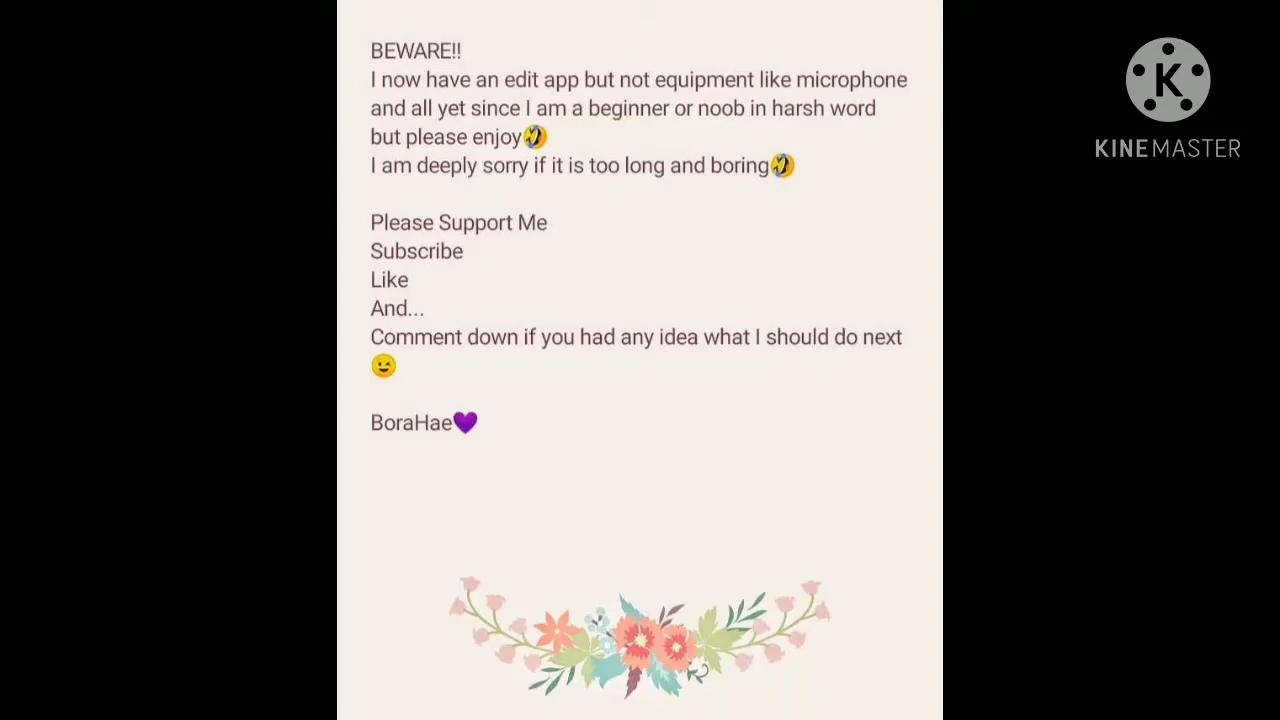 BEWARE!!
I now have an edit app but not equipment like microphone
and all yet since I am a beginner or noob in harsh word
but please enjoy🤣
I am deeply sorry if it is too long and boring🤣
Please Support Me
Subscribe
Like
And...
Comment down if you had any idea what I should do next
😉
BoraHae💜
K
KINEMASTER